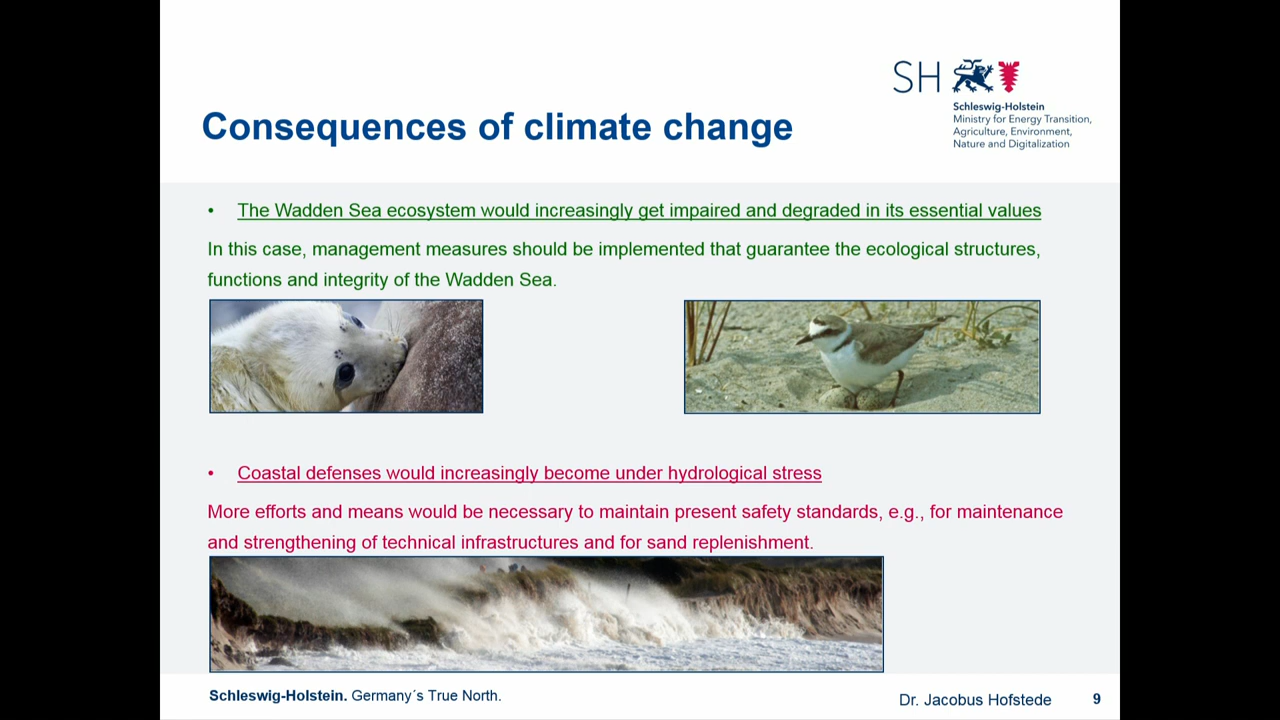 SH
Schleswig-Holstein
Ministry for Energy Transition,
Agriculture, Environment,
Nature and Digitalization
Consequences of climate change
• The Wadden Sea ecosystem would increasingly get impaired and degraded in its essential values
In this case, management measures should be implemented that guarantee the ecological structures,
functions and integrity of the Wadden Sea.
• Coastal defenses would increasingly become under hydrological stress
More efforts and means would be necessary to maintain present safety standards, e.g., for maintenance
and strengthening of technical infrastructures and for sand replenishment.
Schleswig-Holstein. Germany´s True North.
Dr. Jacobus Hofstede 9